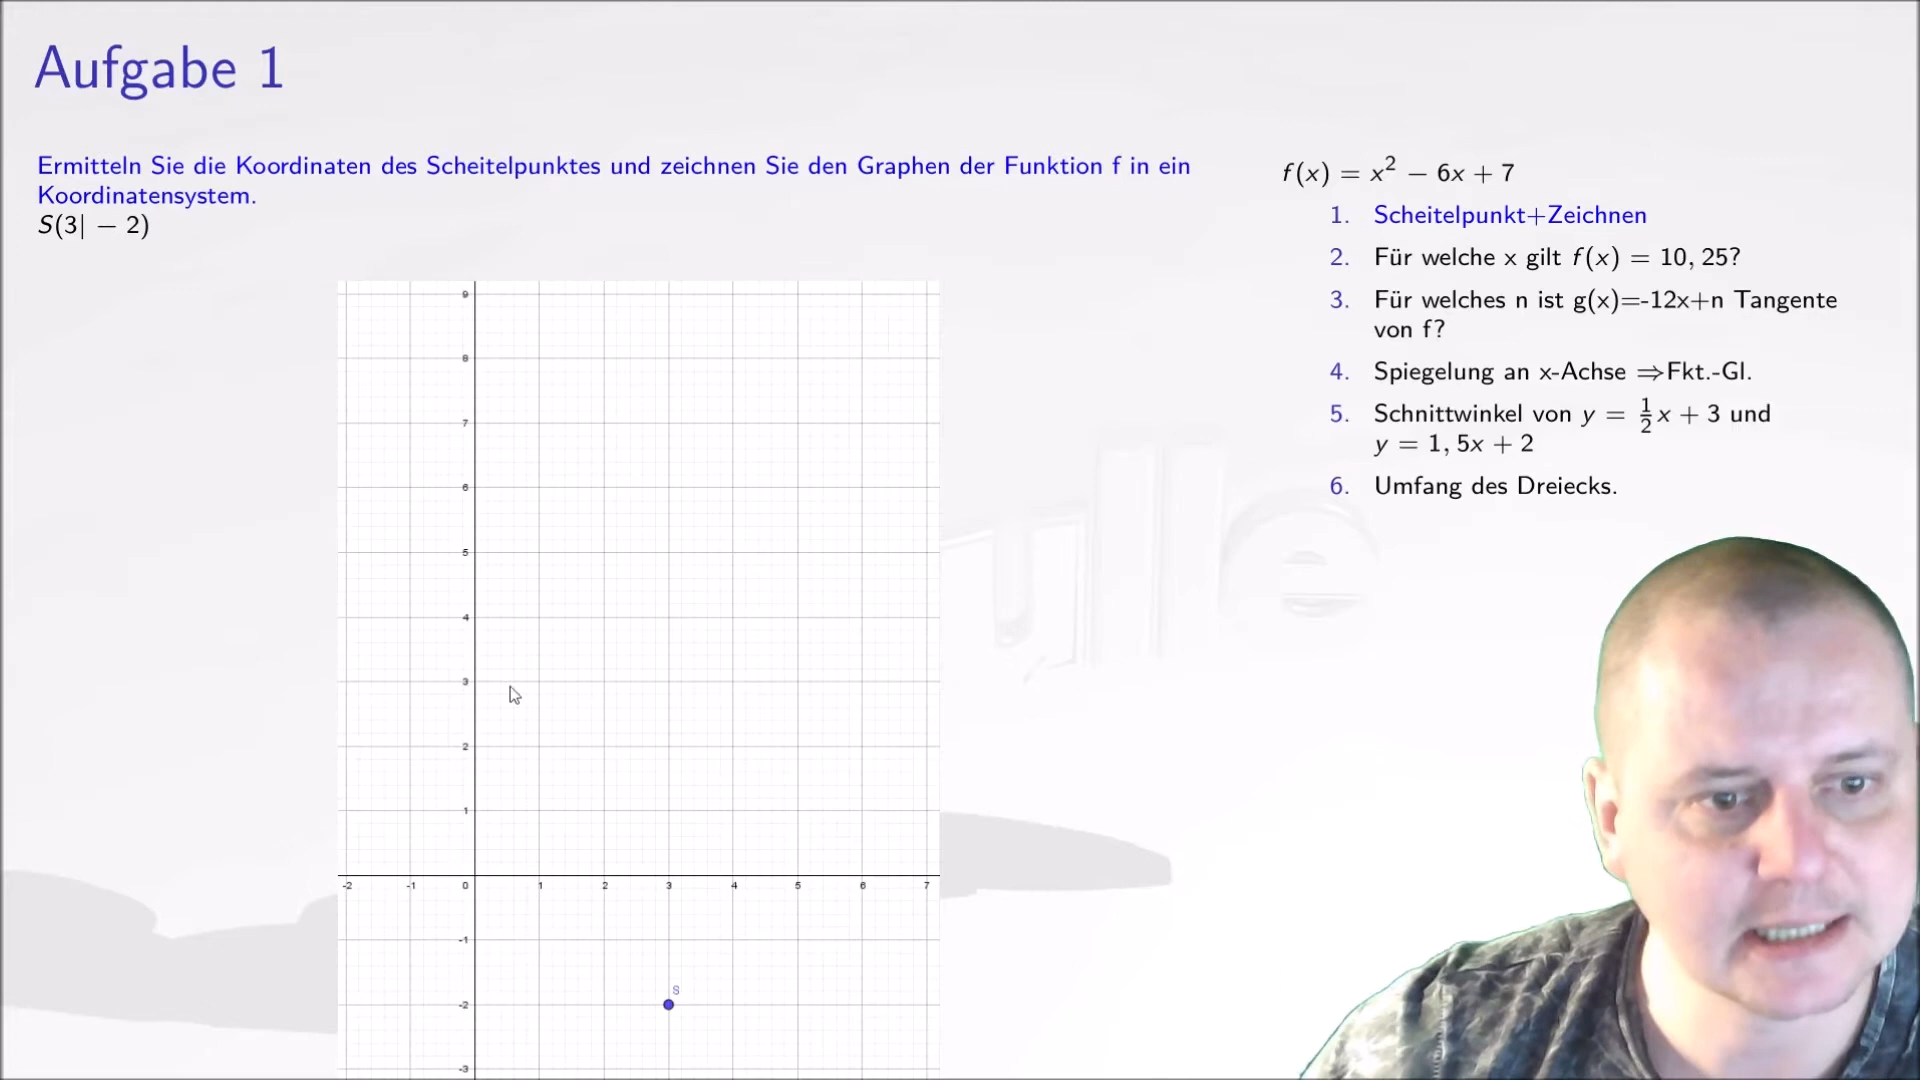 Aufgabe 1
Ermitteln Sie die Koordinaten des Scheitelpunktes und zeichnen Sie den Graphen der Funktion f in ein
Koordinatensystem.
S(3| − 2)
f(x) = x² − 6x + 7
1. Scheitelpunkt+Zeichnen
2. Für welche x gilt f(x) = 10, 25?
3. Für welches n ist g(x)=-12x+n Tangente
von f?
4. Spiegelung an x-Achse ⇒Fkt.-Gl.
5. Schnittwinkel von y = ½x + 3 und
y = 1, 5x + 2
6. Umfang des Dreiecks.
9
8
7
6
5
4
3
2
1
-2 -1 0 1 2 3 4 5 6 7
-1
S
-2
-3